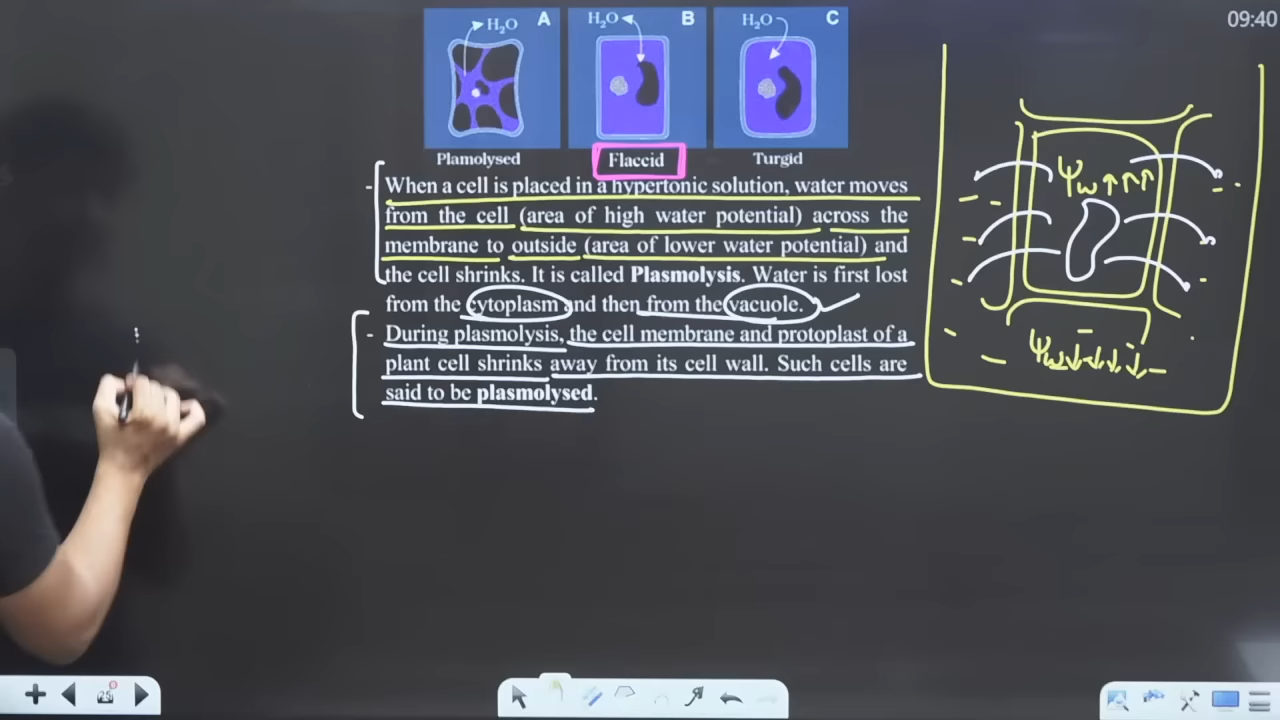 09:40
H₂O A
H₂O B
H₂O C
Plamolysed
Flaccid
Turgid
- When a cell is placed in a hypertonic solution, water moves
from the cell (area of high water potential) across the
membrane to outside (area of lower water potential) and
the cell shrinks. It is called Plasmolysis. Water is first lost
from the cytoplasm and then from the vacuole.
- During plasmolysis, the cell membrane and protoplast of a
plant cell shrinks away from its cell wall. Such cells are
said to be plasmolysed.
Ψw↑↑↑
Ψw↓↓↓↓